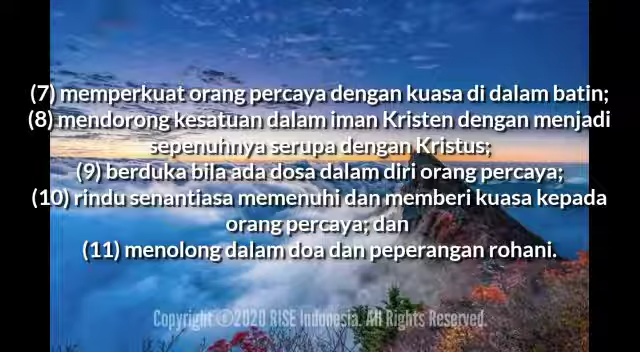 (7) memperkuat orang percaya dengan kuasa di dalam batin;
(8) mendorong kesatuan dalam iman Kristen dengan menjadi
sepenuhnya serupa dengan Kristus;
(9) berduka bila ada dosa dalam diri orang percaya;
(10) rindu senantiasa memenuhi dan memberi kuasa kepada
orang percaya; dan
(11) menolong dalam doa dan peperangan rohani.
Copyright ©2020 RISE Indonesia. All Rights Reserved.